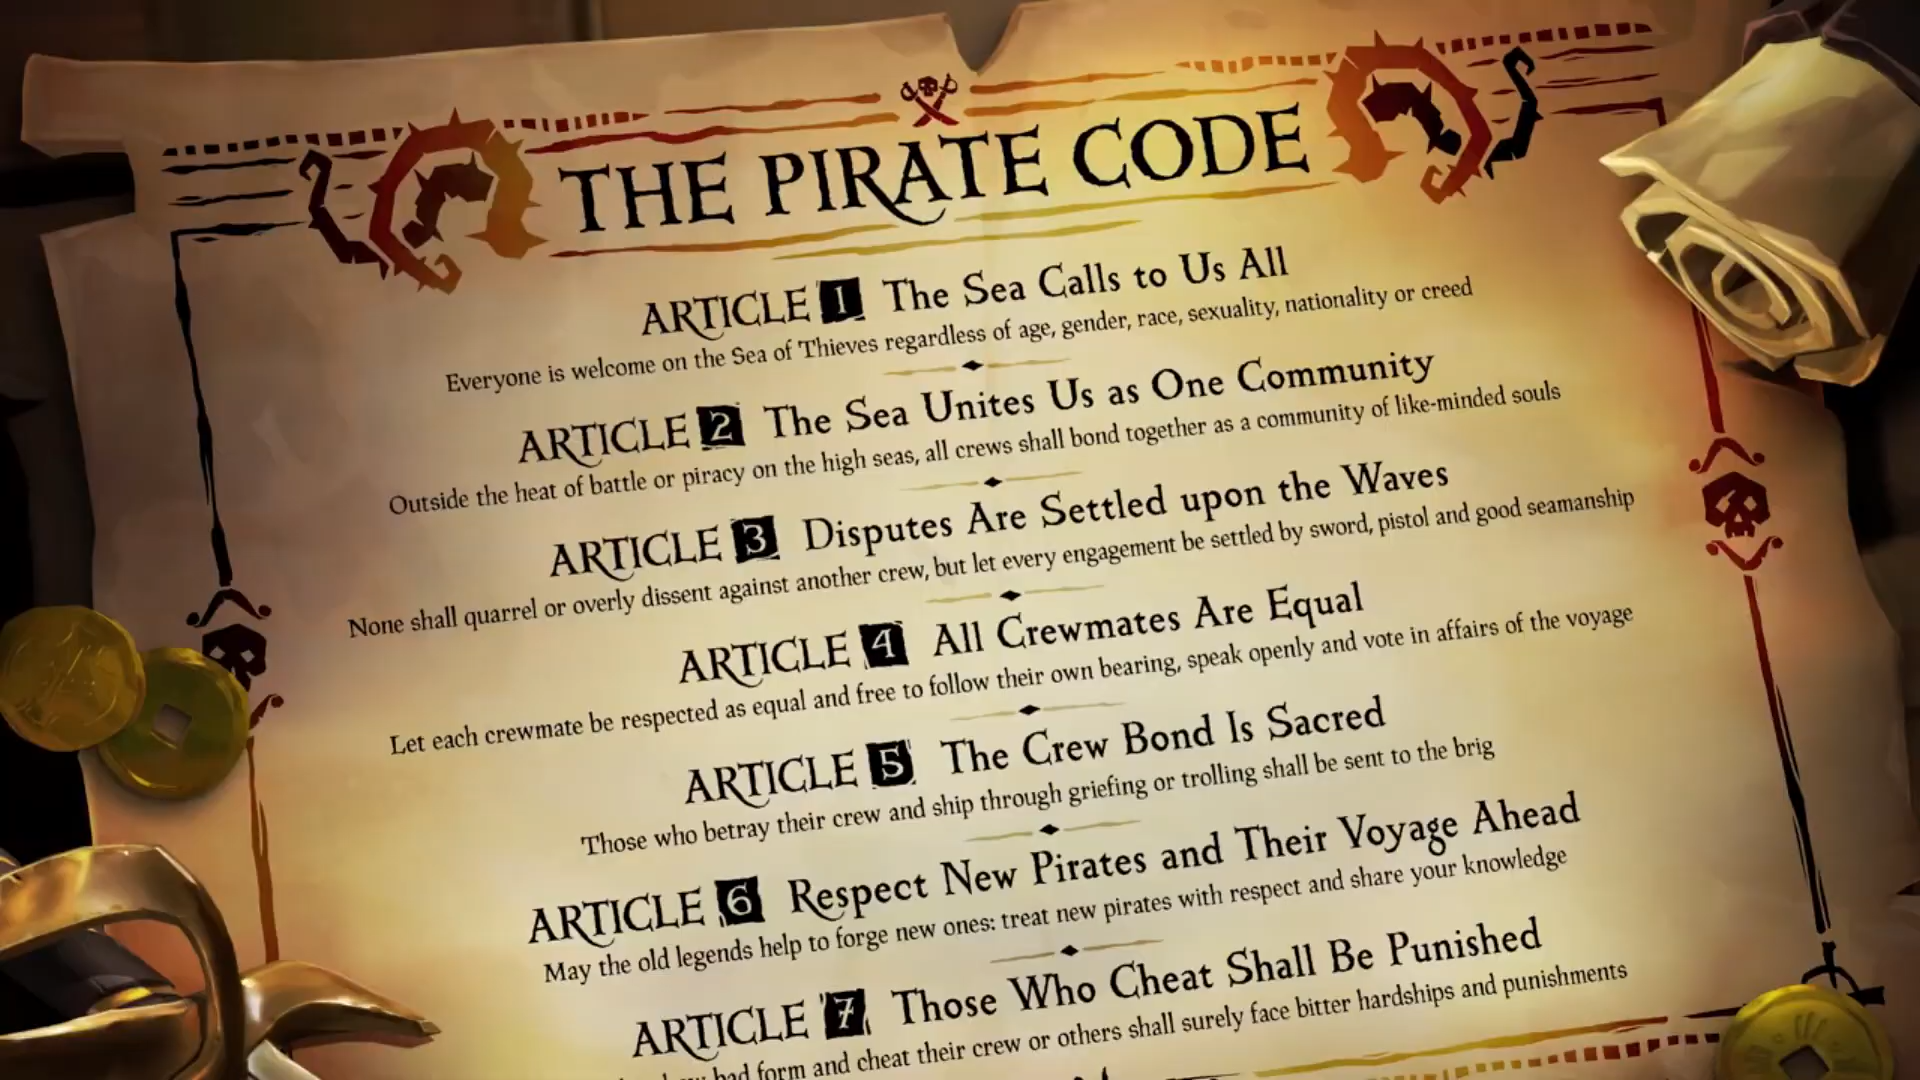 THE PIRATE CODE
ARTICLE 1 The Sea Calls to Us All
Everyone is welcome on the Sea of Thieves regardless of age, gender, race, sexuality, nationality or creed
ARTICLE 2 The Sea Unites Us as One Community
Outside the heat of battle or piracy on the high seas, all crews shall bond together as a community of like-minded souls
ARTICLE 3 Disputes Are Settled upon the Waves
None shall quarrel or overly dissent against another crew, but let every engagement be settled by sword, pistol and good seamanship
ARTICLE 4 All Crewmates Are Equal
Let each crewmate be respected as equal and free to follow their own bearing, speak openly and vote in affairs of the voyage
ARTICLE 5 The Crew Bond Is Sacred
Those who betray their crew and ship through griefing or trolling shall be sent to the brig
ARTICLE 6 Respect New Pirates and Their Voyage Ahead
May the old legends help to forge new ones: treat new pirates with respect and share your knowledge
ARTICLE 7 Those Who Cheat Shall Be Punished
bad form and cheat their crew or others shall surely face bitter hardships and punishments